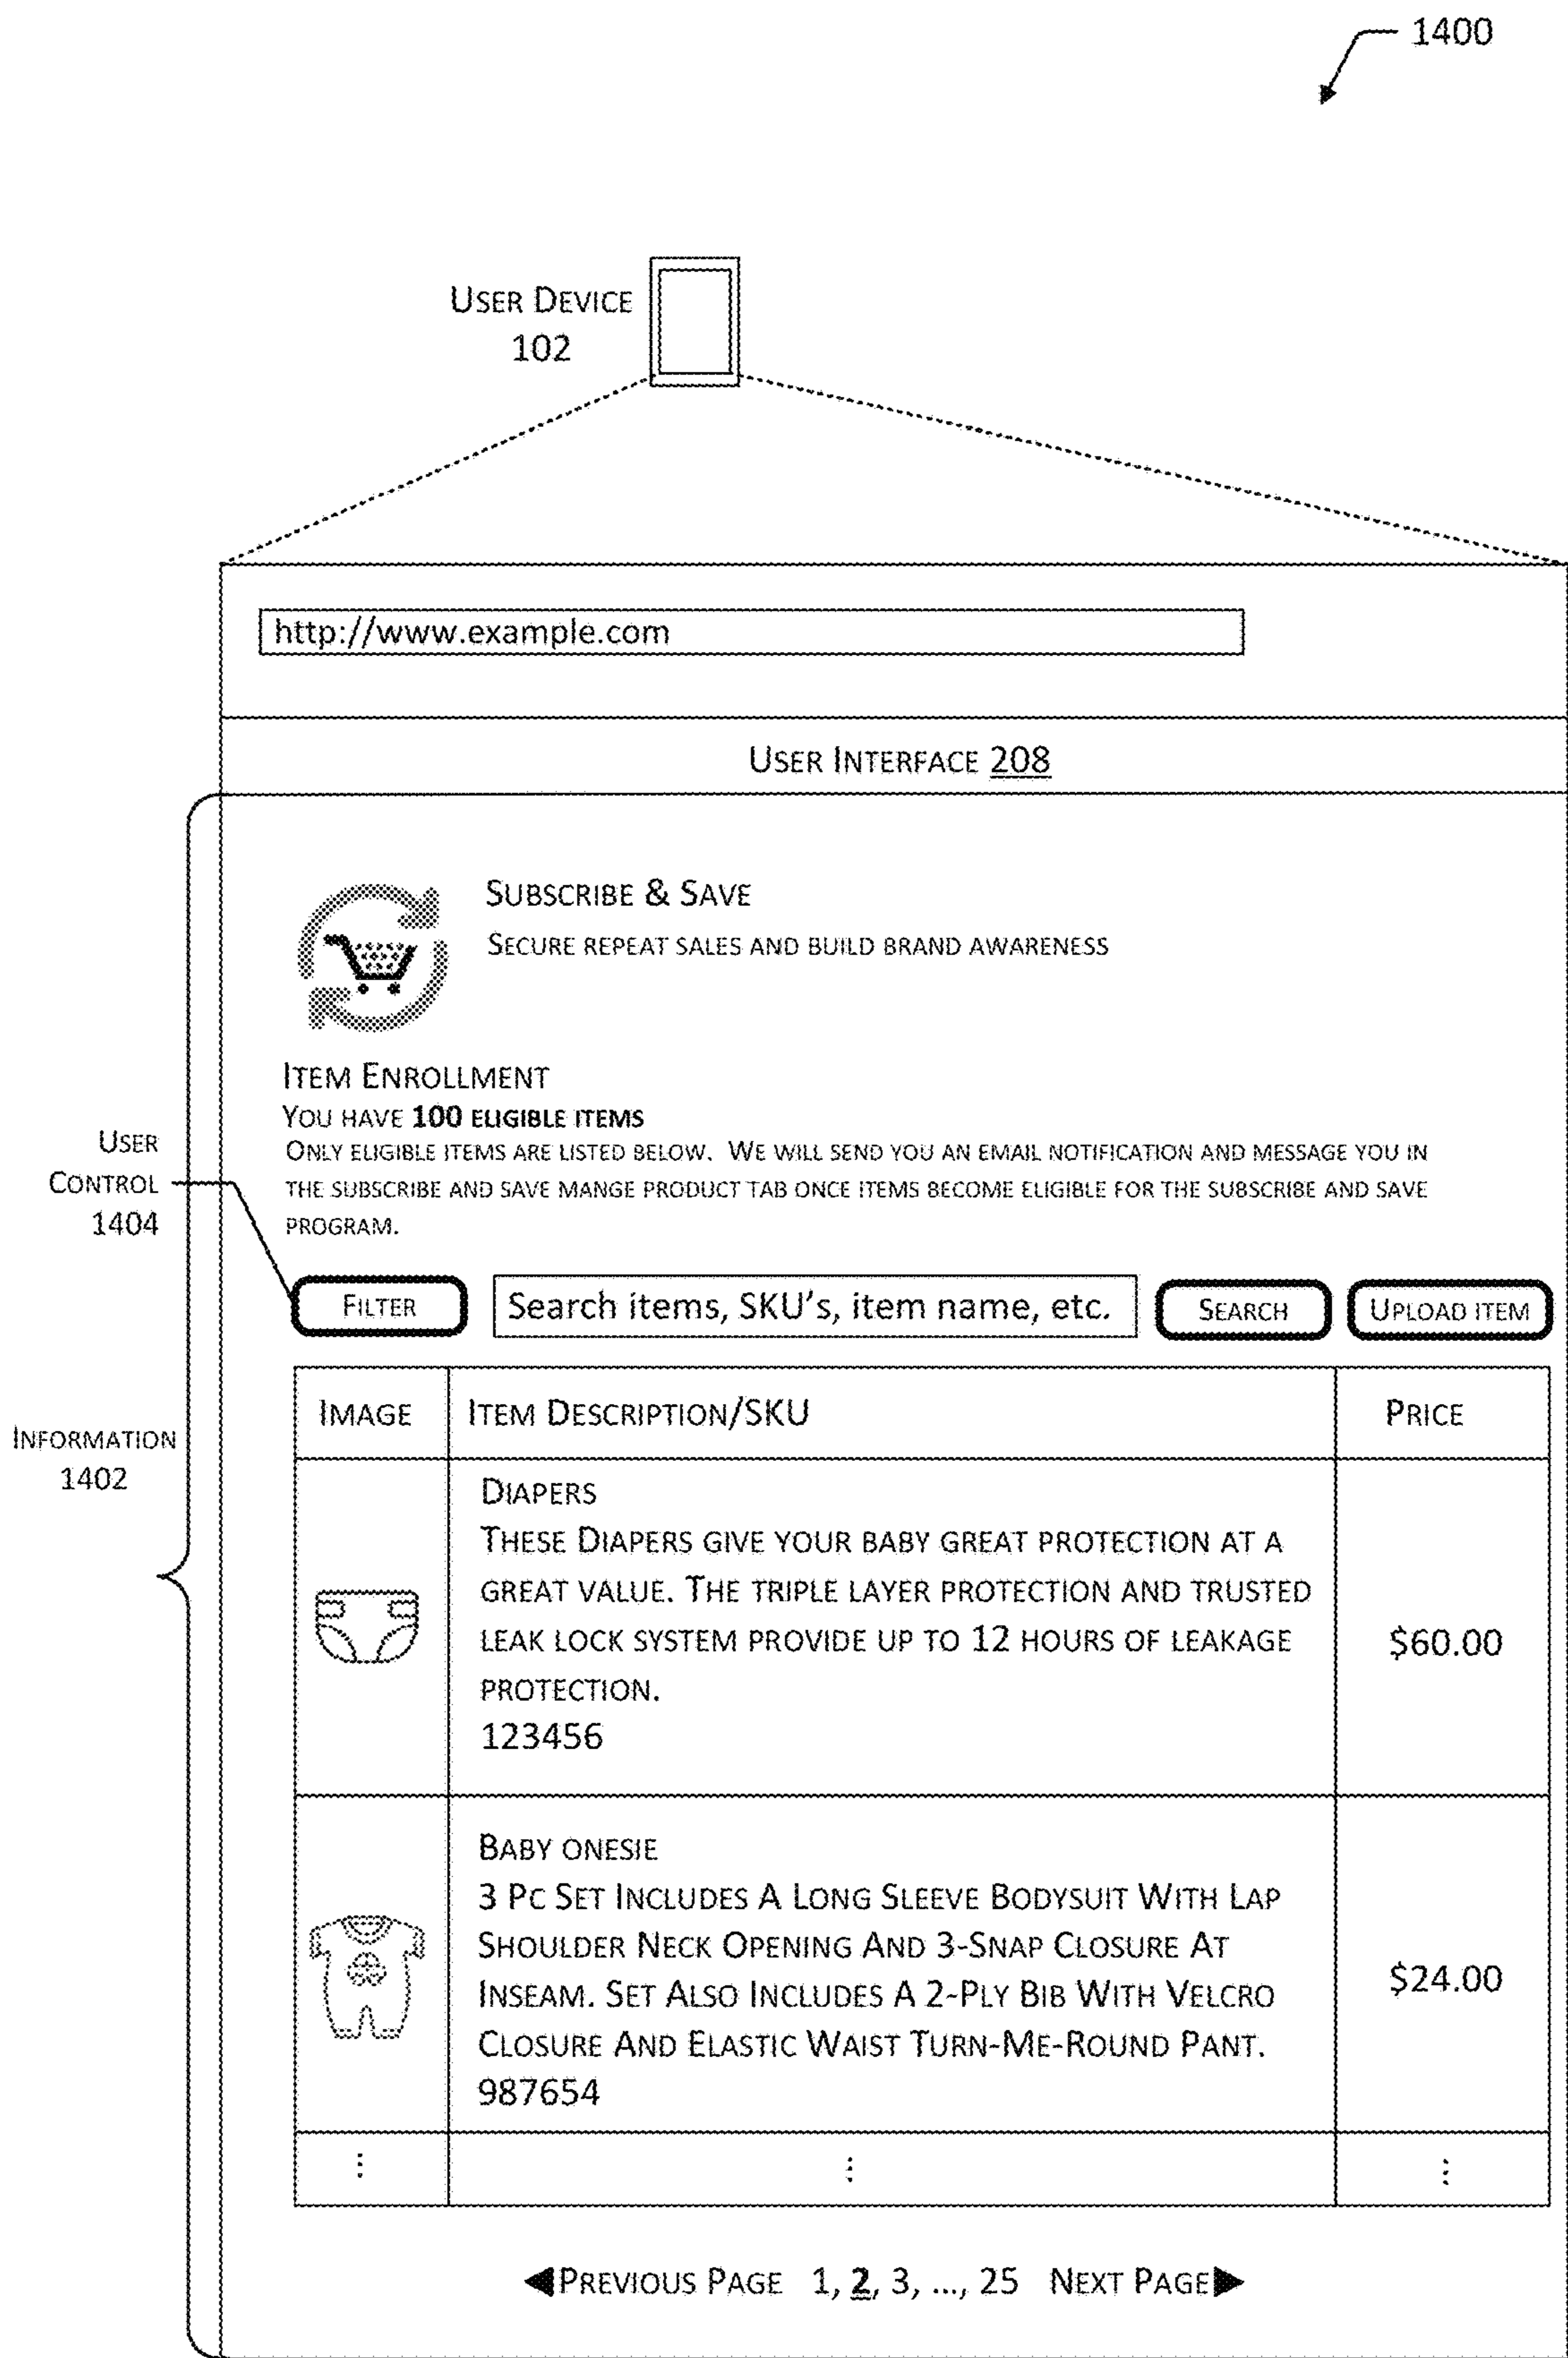 1400
USER DEVICE
102
http://www.example.com
USER INTERFACE 208
SUBSCRIBE & SAVE
SECURE REPEAT SALES AND BUILD BRAND AWARENESS
ITEM ENROLLMENT
YOU HAVE 100 ELIGIBLE ITEMS
ONLY ELIGIBLE ITEMS ARE LISTED BELOW. WE WILL SEND YOU AN EMAIL NOTIFICATION AND MESSAGE YOU IN
THE SUBSCRIBE AND SAVE MANGE PRODUCT TAB ONCE ITEMS BECOME ELIGIBLE FOR THE SUBSCRIBE AND SAVE
PROGRAM.
USER
CONTROL
1404
FILTER
Search items, SKU's, item name, etc.
SEARCH
UPLOAD ITEM
INFORMATION
1402
IMAGE
ITEM DESCRIPTION/SKU
PRICE
DIAPERS
THESE DIAPERS GIVE YOUR BABY GREAT PROTECTION AT A
GREAT VALUE. THE TRIPLE LAYER PROTECTION AND TRUSTED
LEAK LOCK SYSTEM PROVIDE UP TO 12 HOURS OF LEAKAGE
PROTECTION.
123456
$60.00
BABY ONESIE
3 PC SET INCLUDES A LONG SLEEVE BODYSUIT WITH LAP
SHOULDER NECK OPENING AND 3-SNAP CLOSURE AT
INSEAM. SET ALSO INCLUDES A 2-PLY BIB WITH VELCRO
CLOSURE AND ELASTIC WAIST TURN-ME-ROUND PANT.
987654
$24.00
⋮ ⋮ ⋮
◀PREVIOUS PAGE 1, 2, 3, ..., 25 NEXT PAGE▶